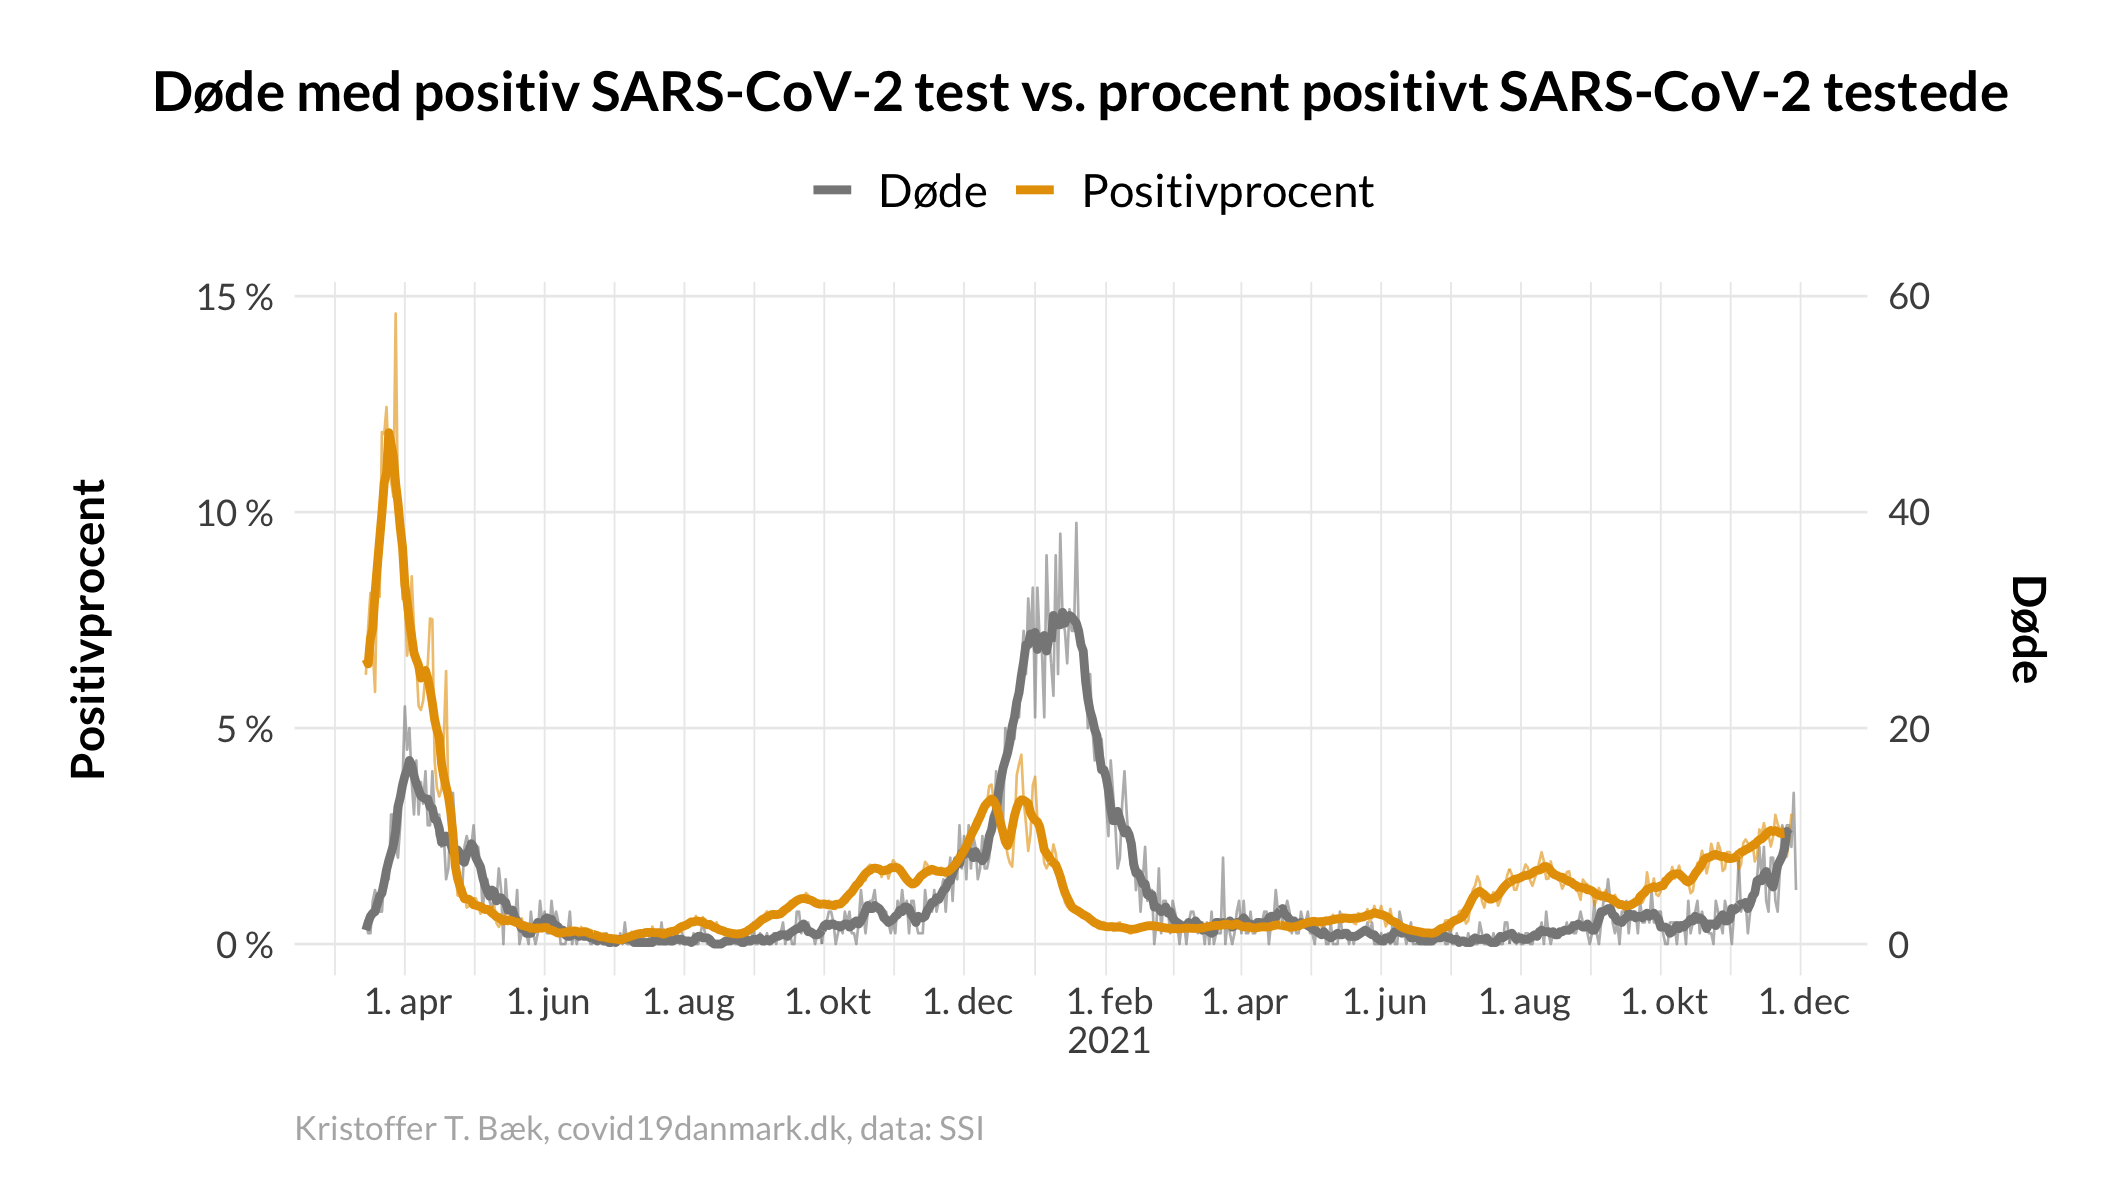 Døde med positiv SARS-CoV-2 test vs. procent positivt SARS-CoV-2 testede
Døde Positivprocent
15 % 60
10 % 40
5 % 20
0 % 0
Positivprocent
Døde
1. apr 1. jun 1. aug 1. okt 1. dec 1. feb 1. apr 1. jun 1. aug 1. okt 1. dec
2021
Kristoffer T. Bæk, covid19danmark.dk, data: SSI